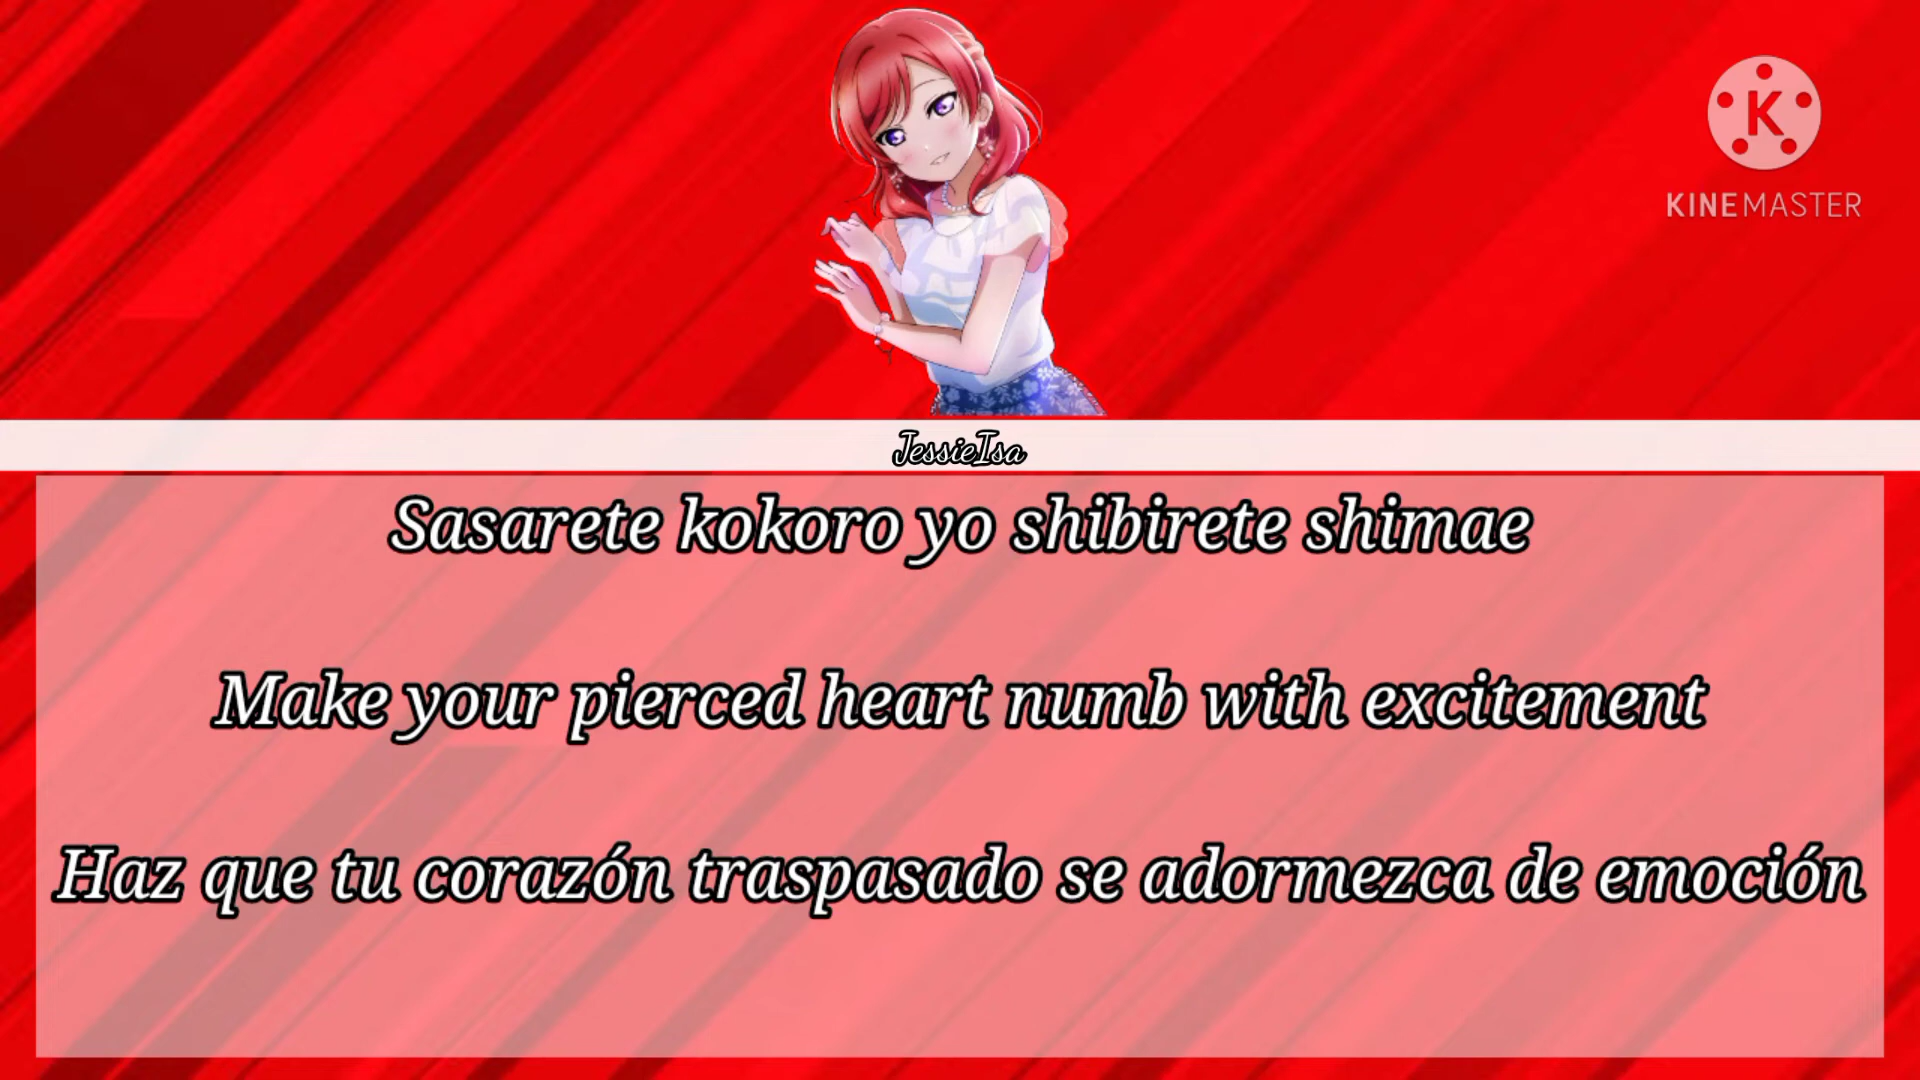 K
KINEMASTER
JessieIsa
Sasarete kokoro yo shibirete shimae
Make your pierced heart numb with excitement
Haz que tu corazón traspasado se adormezca de emoción